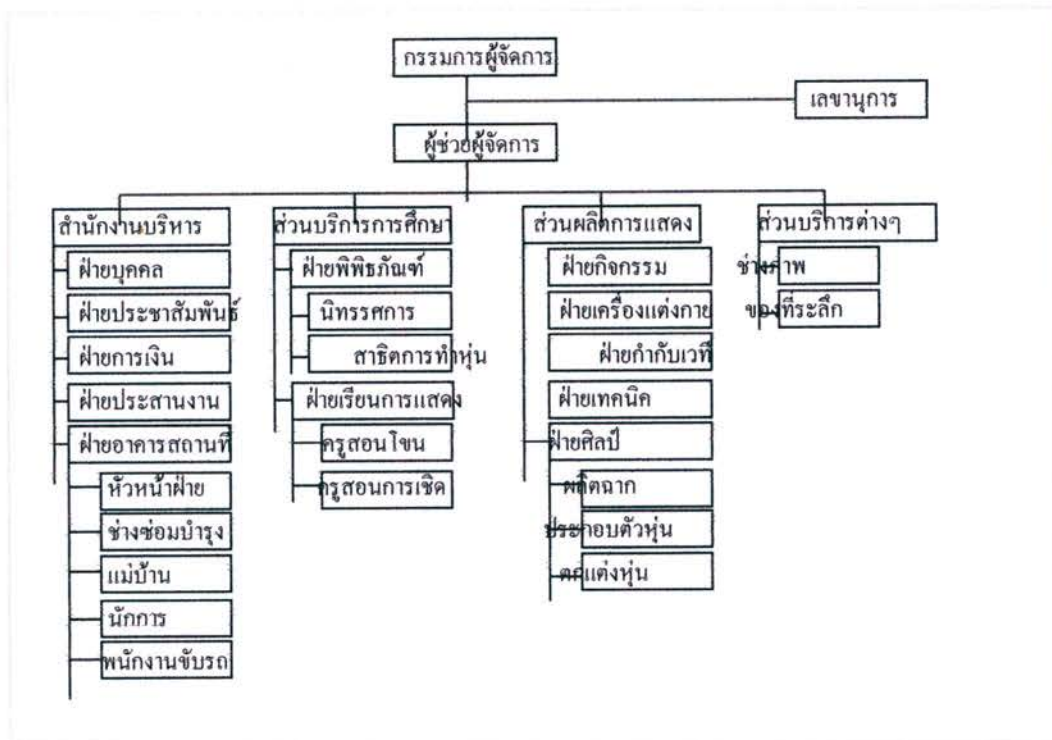 กรรมการผู้จัดการ
เลขานุการ
ผู้ช่วยผู้จัดการ
สำนักงานบริหาร
ฝ่ายบุคคล
ฝ่ายประชาสัมพันธ์
ฝ่ายการเงิน
ฝ่ายประสานงาน
ฝ่ายอาคารสถานที่
หัวหน้าฝ่าย
ช่างซ่อมบำรุง
แม่บ้าน
นักการ
พนักงานขับรถ
ส่วนบริการการศึกษา
ฝ่ายพิพิธภัณฑ์
นิทรรศการ
สาธิตการทำหุ่น
ฝ่ายเรียนการแสดง
ครูสอนโขน
ครูสอนการเชิด
ส่วนผลิตการแสดง
ฝ่ายกิจกรรม
ฝ่ายเครื่องแต่งกาย
ฝ่ายกำกับเวที
ฝ่ายเทคนิค
ฝ่ายศิลป์
ผลิตฉาก
ประกอบตัวหุ่น
ตกแต่งหุ่น
ส่วนบริการต่างๆ
ช่างภาพ
ของที่ระลึก